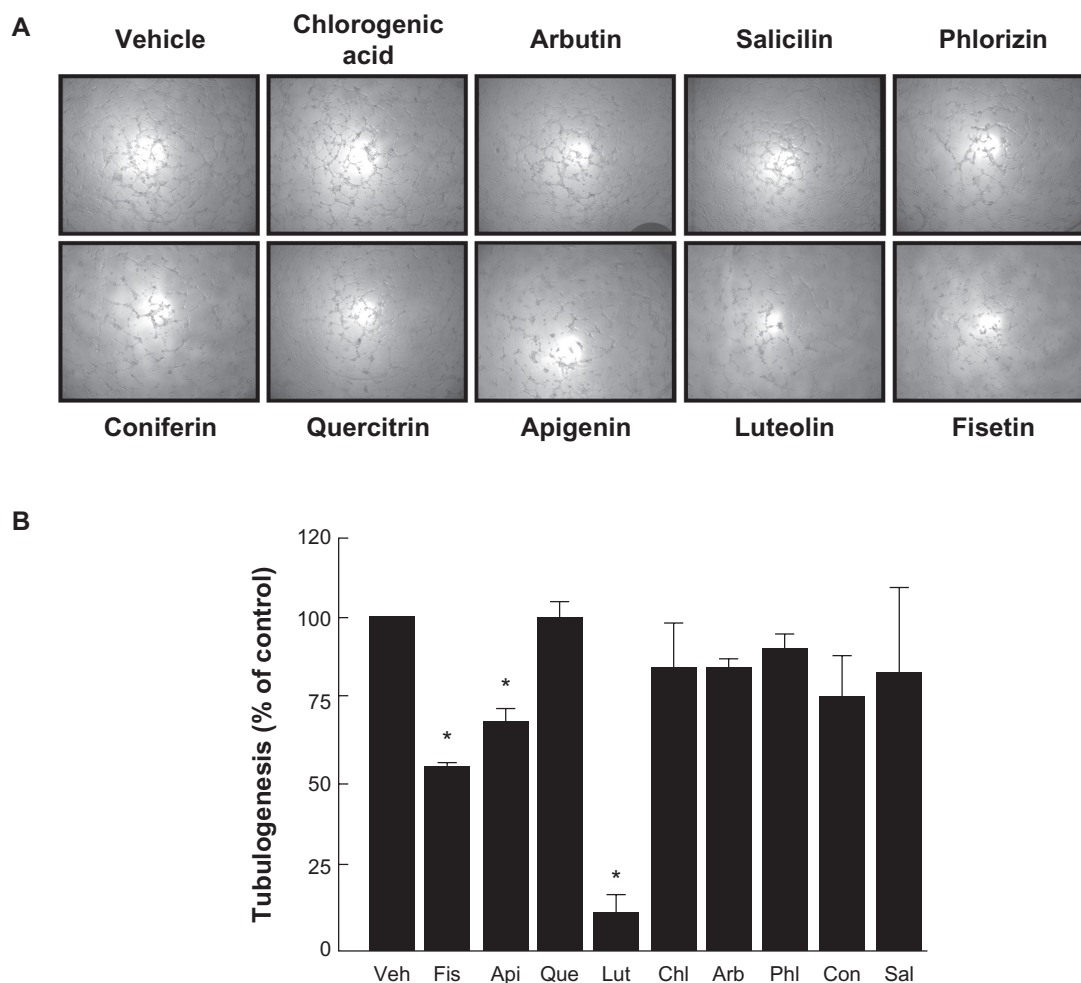 A
Vehicle
Chlorogenic
acid
Arbutin
Salicilin
Phlorizin
Coniferin
Quercitrin
Apigenin
Luteolin
Fisetin
B
Tubulogenesis (% of control)
120
100
75
50
25
0
*
*
*
Veh
Fis
Api
Que
Lut
Chl
Arb
Phl
Con
Sal